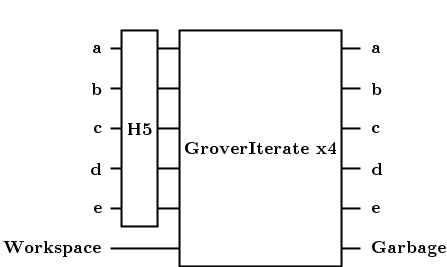 a a
b b
c c
H5
GroverIterate x4
d d
e e
Workspace Garbage